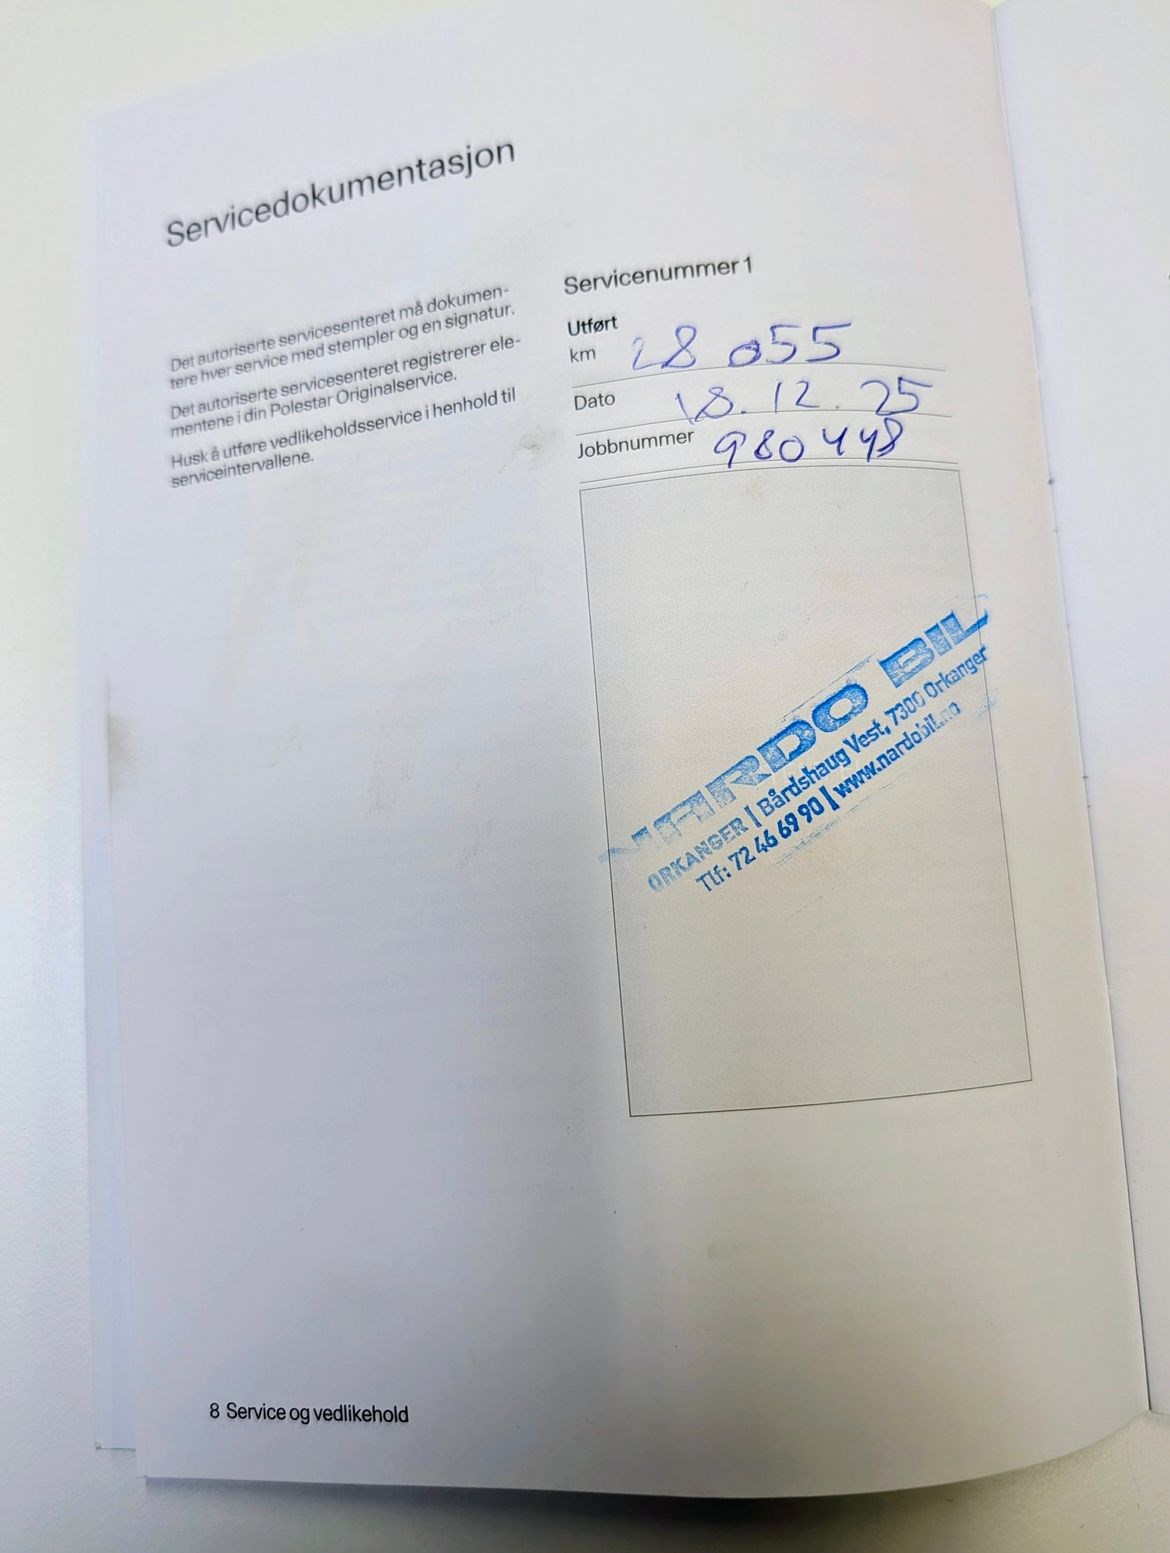 Servicedokumentasjon
Det autoriserte servicesenteret må dokumen-
tere hver service med stempler og en signatur.
Det autoriserte servicesenteret registrerer ele-
mentene i din Polestar Originalservice.
Husk å utføre vedlikeholdsservice i henhold til
serviceintervallene.
Servicenummer 1
Utført
km 28 055
Dato 18.12.25
Jobbnummer 980448
NARDO BIL
ORKANGER | Bårdshaug Vest, 7300 Orkanger
Tlf: 72 46 69 90 | www.nardobil.no
8 Service og vedlikehold